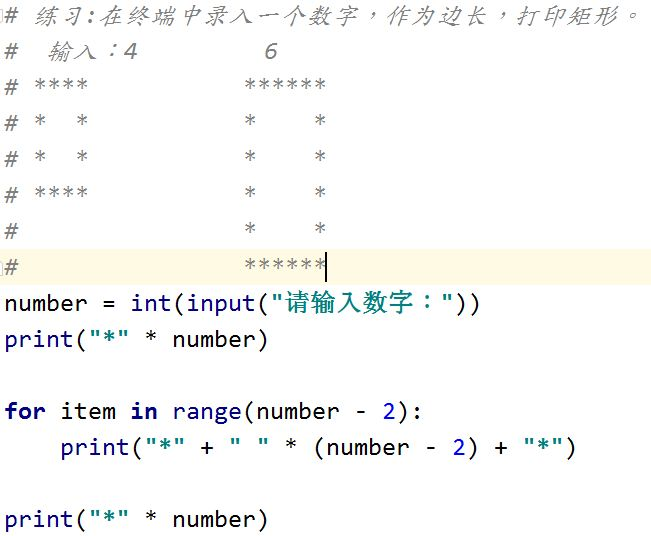 # 练习:在终端中录入一个数字，作为边长，打印矩形。
#  输入：4         6
# ****           ******
# *  *           *    *
# *  *           *    *
# ****           *    *
#                *    *
#                ******
number = int(input("请输入数字："))
print("*" * number)
for item in range(number - 2):
    print("*" + " " * (number - 2) + "*")
print("*" * number)